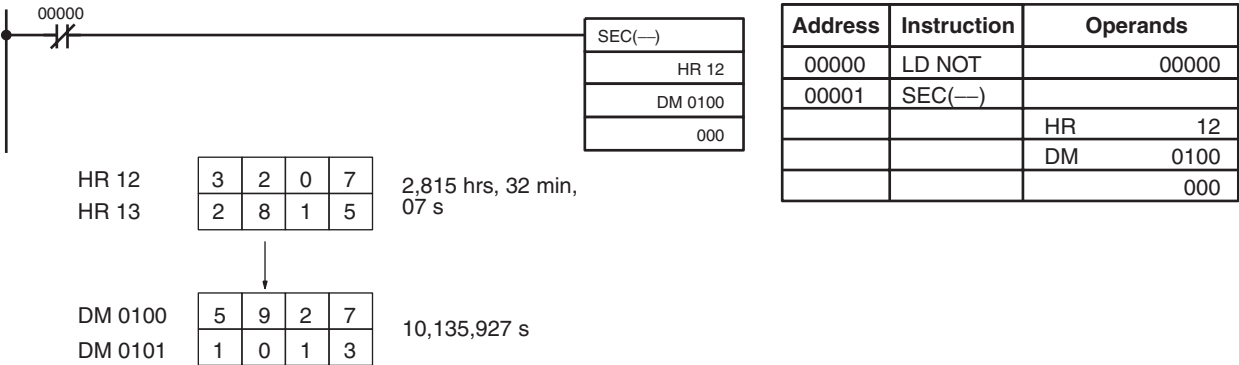 00000
SEC(––)
HR 12
DM 0100
000
Address Instruction Operands
00000 LD NOT 00000
00001 SEC(––)
HR 12
DM 0100
000
HR 12 3 2 0 7
HR 13 2 8 1 5
2,815 hrs, 32 min,
07 s
DM 0100 5 9 2 7
DM 0101 1 0 1 3
10,135,927 s